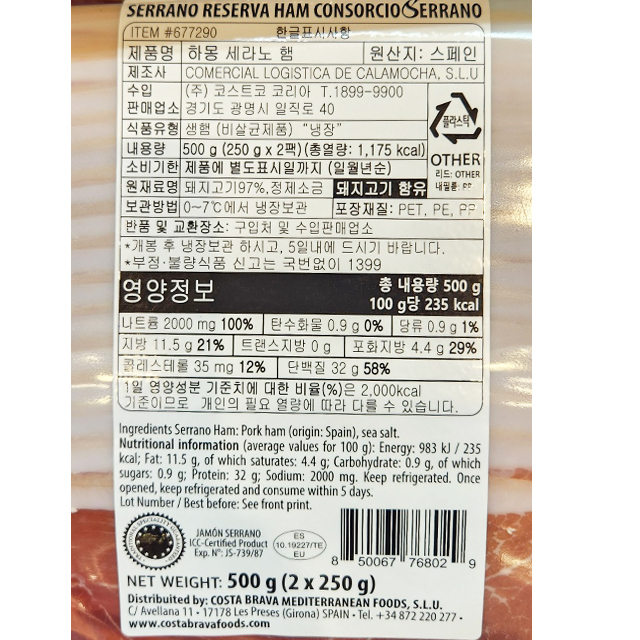 SERRANO RESERVA HAM CONSORCIO SERRANO
ITEM #677290 한글표시사항
제품명 하몽 세라노 햄 원산지: 스페인
제조사 COMERCIAL LOGISTICA DE CALAMOCHA, S.L.U
수입 (주) 코스트코 코리아 T.1899-9900
판매업소 경기도 광명시 일직로 40
식품유형 생햄 (비살균제품) "냉장"
내용량 500 g (250 g x 2팩) (총열량: 1,175 kcal)
소비기한 제품에 별도표시일까지 (일월년순)
원재료명 돼지고기97%, 정제소금 돼지고기 함유
보관방법 0~7℃에서 냉장보관 포장재질: PET, PE, PP
플라스틱
OTHER
리드: OTHER
내필름: PP
반품 및 교환장소: 구입처 및 수입판매업소
*개봉 후 냉장보관 하시고, 5일내에 드시기 바랍니다.
*부정·불량식품 신고는 국번없이 1399
영양정보 총 내용량 500 g
100 g당 235 kcal
나트륨 2000 mg 100% 탄수화물 0.9 g 0% 당류 0.9 g 1%
지방 11.5 g 21% 트랜스지방 0 g 포화지방 4.4 g 29%
콜레스테롤 35 mg 12% 단백질 32 g 58%
1일 영양성분 기준치에 대한 비율(%)은 2,000kcal
기준이므로 개인의 필요 열량에 따라 다를 수 있습니다.
Ingredients Serrano Ham: Pork ham (origin: Spain), sea salt.
Nutritional information (average values for 100 g): Energy: 983 kJ / 235
kcal; Fat: 11.5 g, of which saturates: 4.4 g; Carbohydrate: 0.9 g, of which
sugars: 0.9 g; Protein: 32 g; Sodium: 2000 mg. Keep refrigerated. Once
opened, keep refrigerated and consume within 5 days.
Lot Number / Best before: See front print.
JAMÓN SERRANO
ICC-Certified Product
Exp. Nº: JS-739/87
ES
10.19227/TE
EU
8 50067 76802 9
NET WEIGHT: 500 g (2 x 250 g)
Distribuited by: COSTA BRAVA MEDITERRANEAN FOODS, S.L.U.
C/ Avellana 11 • 17178 Les Preses (Girona) SPAIN • Tel. +34 872 220 277 •
www.costabravafoods.com